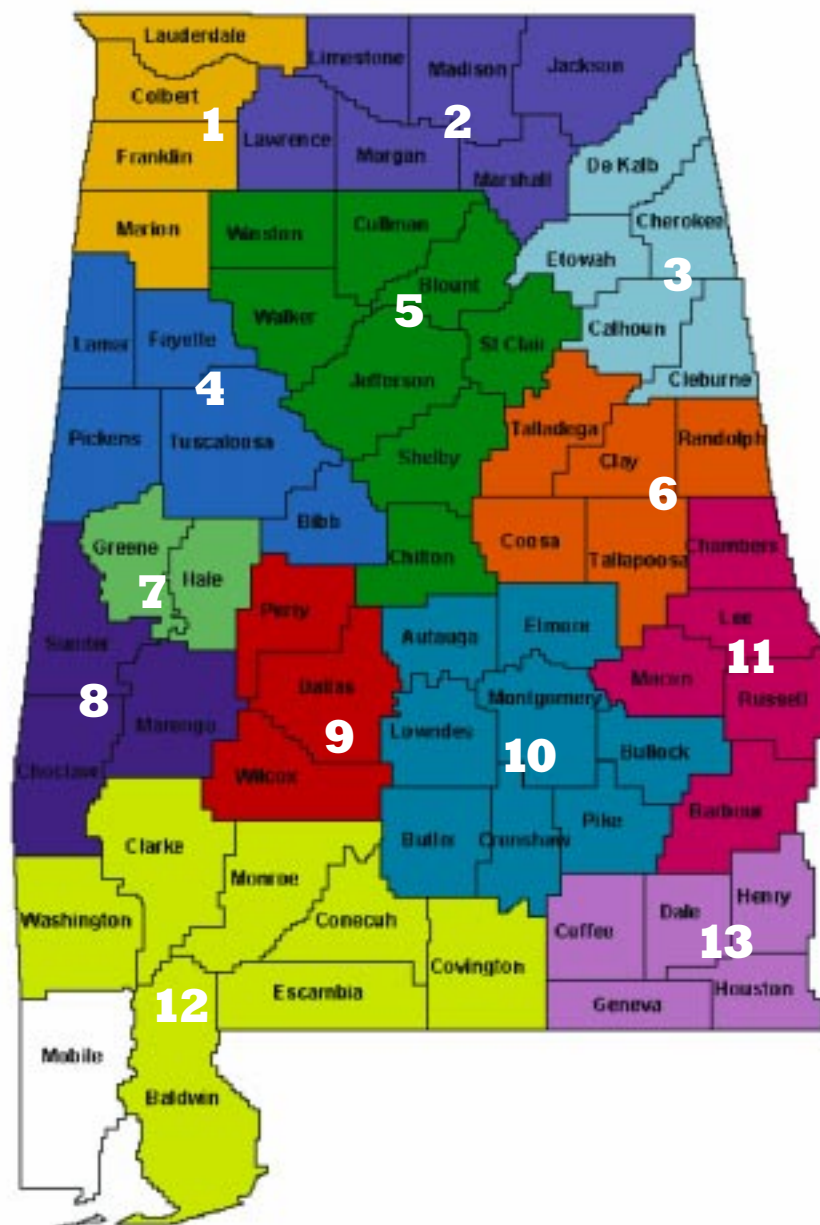 Lauderdale
Limestone
Madison
Jackson
Colbert
1
2
Lawrence
Franklin
Morgan
Marshall
De Kalb
Marion
Winston
Cullman
Cherokee
Etowah
3
Blount
5
Walker
Lamar
Fayette
St Clair
Calhoun
4
Jefferson
Cleburne
Pickens
Tuscaloosa
Shelby
Talladega
Clay
Randolph
6
Bibb
Greene
Hale
7
Chilton
Coosa
Tallapoosa
Chambers
Perry
Autauga
Elmore
Lee
Sumter
11
8
Dallas
Macon
Montgomery
Russell
Marengo
9
Lowndes
10
Bullock
Choctaw
Wilcox
Barbour
Clarke
Butler
Crenshaw
Pike
Monroe
Washington
Conecuh
Coffee
Dale
Henry
13
Covington
12
Escambia
Geneva
Houston
Mobile
Baldwin